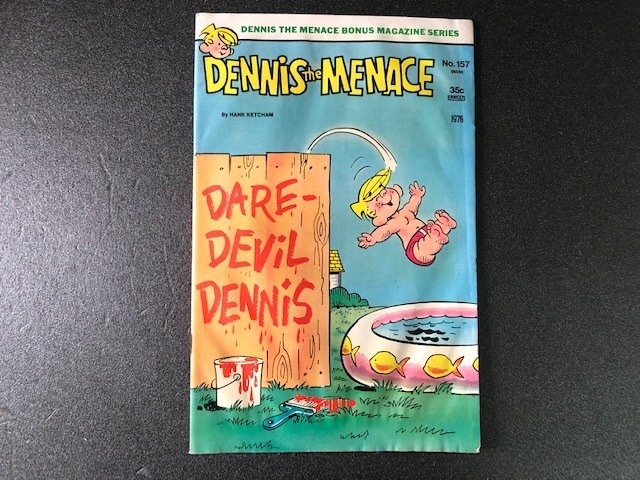 DENNIS THE MENACE BONUS MAGAZINE SERIES
DENNIS the MENACE
No. 157
35c
FAWCETT
By HANK KETCHAM
1976
DARE-
DEVIL
DENNIS